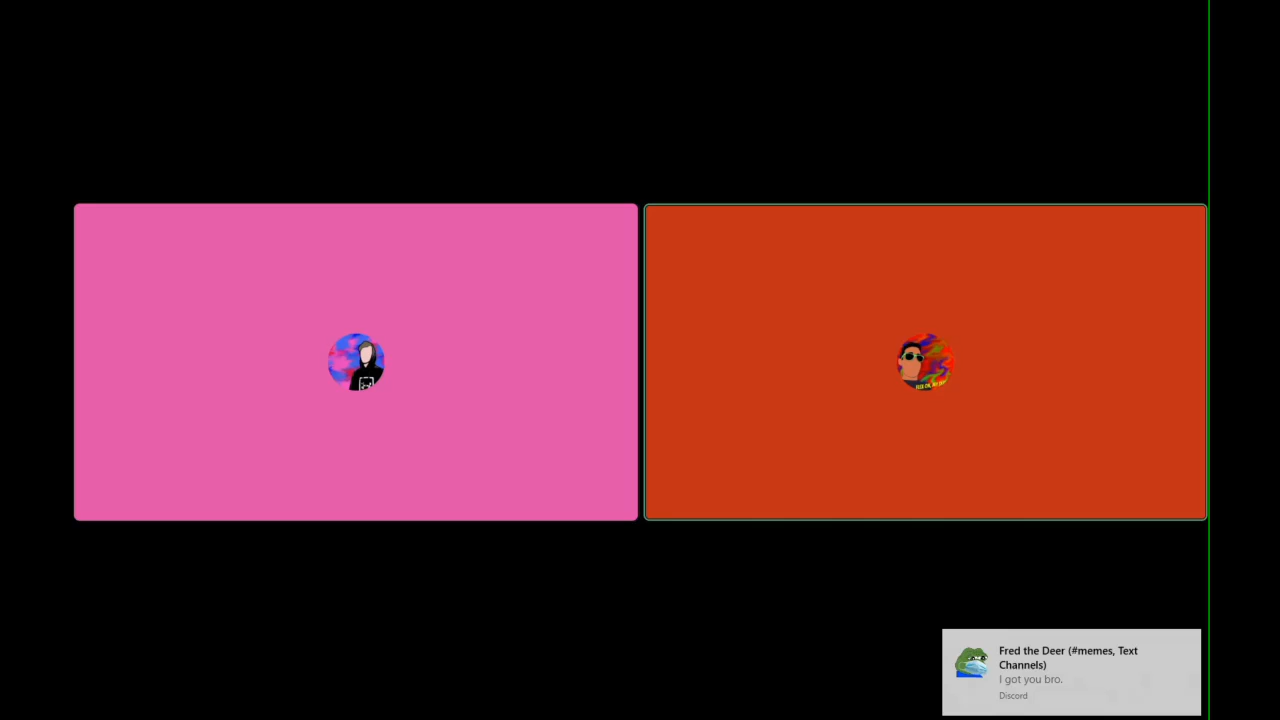 Fred the Deer (#memes, Text
Channels)
I got you bro.
Discord